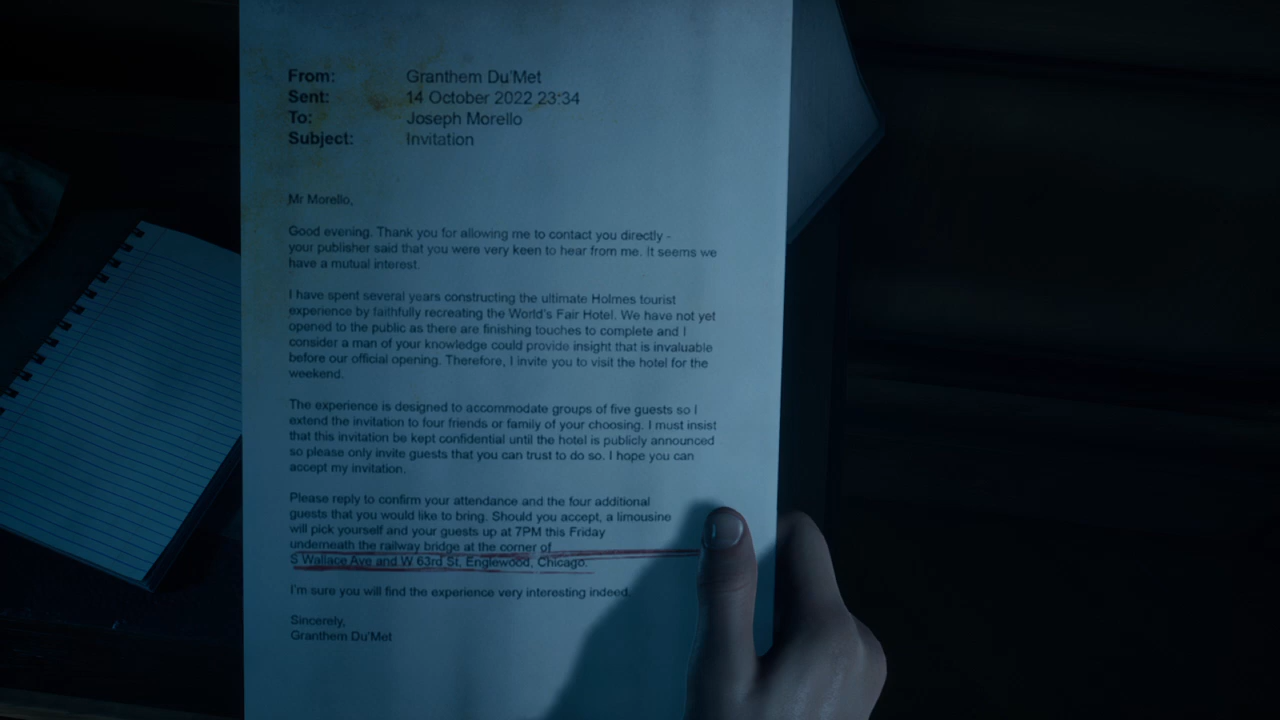 From: Granthem Du'Met
Sent: 14 October 2022 23:34
To: Joseph Morello
Subject: Invitation
Mr Morello,
Good evening. Thank you for allowing me to contact you directly -
your publisher said that you were very keen to hear from me. It seems we
have a mutual interest.
I have spent several years constructing the ultimate Holmes tourist
experience by faithfully recreating the World's Fair Hotel. We have not yet
opened to the public as there are finishing touches to complete and I
consider a man of your knowledge could provide insight that is invaluable
before our official opening. Therefore, I invite you to visit the hotel for the
weekend.
The experience is designed to accommodate groups of five guests so I
extend the invitation to four friends or family of your choosing. I must insist
that this invitation be kept confidential until the hotel is publicly announced
so please only invite guests that you can trust to do so. I hope you can
accept my invitation.
Please reply to confirm your attendance and the four additional
guests that you would like to bring. Should you accept, a limousine
will pick yourself and your guests up at 7PM this Friday
underneath the railway bridge at the corner of
S Wallace Ave and W 63rd St, Englewood, Chicago.
I'm sure you will find the experience very interesting indeed.
Sincerely,
Granthem Du'Met